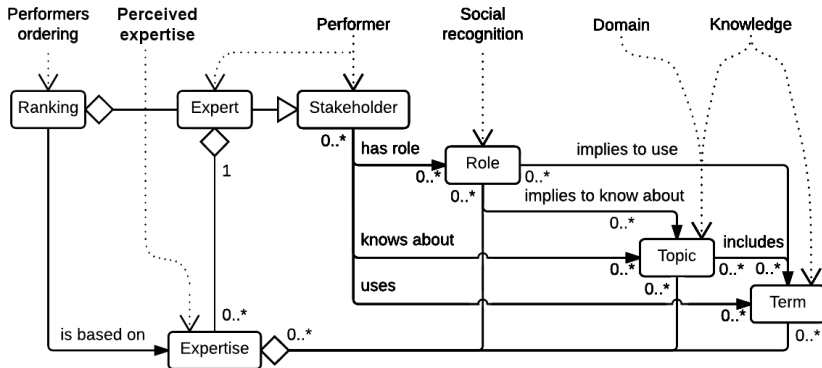 Performers
ordering
Perceived
expertise
Performer
Social
recognition
Domain
Knowledge
Ranking
Expert
Stakeholder
0..*
has role
Role
implies to use
0..*
0..*
0..*
1
implies to know about
0..*
knows about
Topic
includes
0..*
0..*
0..*
0..*
uses
Term
0..*
0..*
0..*
is based on
Expertise
0..*
0..*